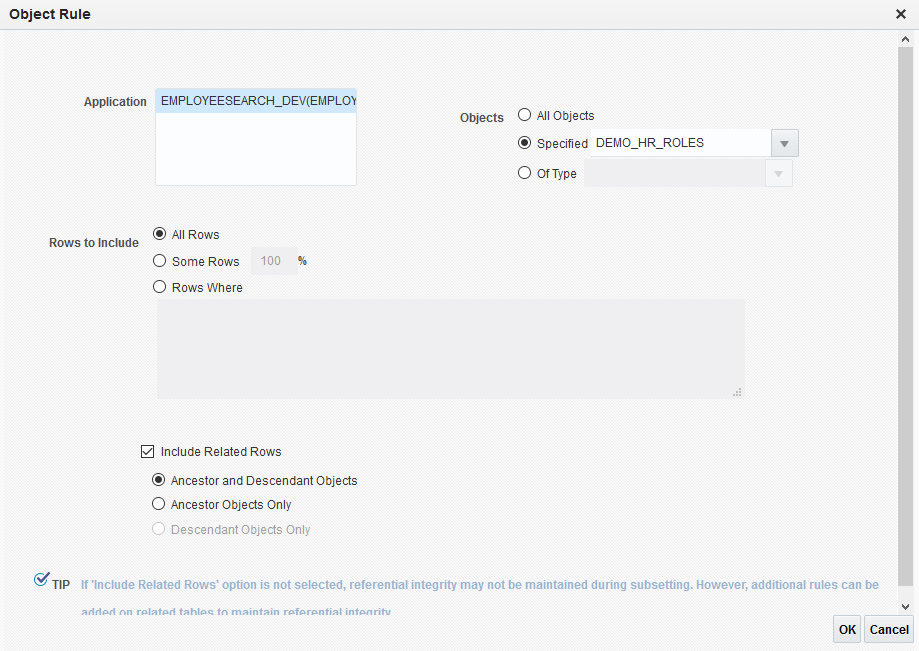 Object Rule
Application
EMPLOYEESEARCH_DEV(EMPLOY
Objects
All Objects
Specified
DEMO_HR_ROLES
Of Type
Rows to Include
All Rows
Some Rows
100
%
Rows Where
Include Related Rows
Ancestor and Descendant Objects
Ancestor Objects Only
Descendant Objects Only
TIP If 'Include Related Rows' option is not selected, referential integrity may not be maintained during subsetting. However, additional rules can be
added on related tables to maintain referential integrity
OK
Cancel